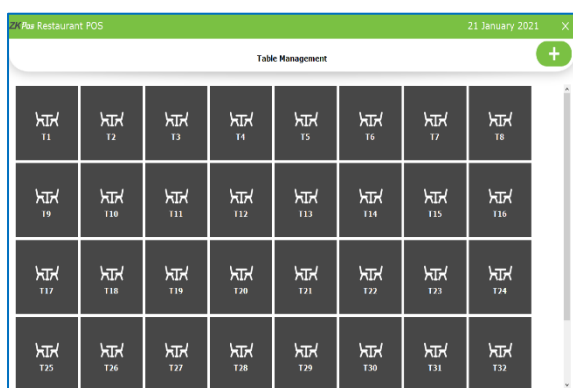 ZKPos Restaurant POS 21 January 2021 X
Table Management +
T1 T2 T3 T4 T5 T6 T7 T8
T9 T10 T11 T12 T13 T14 T15 T16
T17 T18 T19 T20 T21 T22 T23 T24
T25 T26 T27 T28 T29 T30 T31 T32